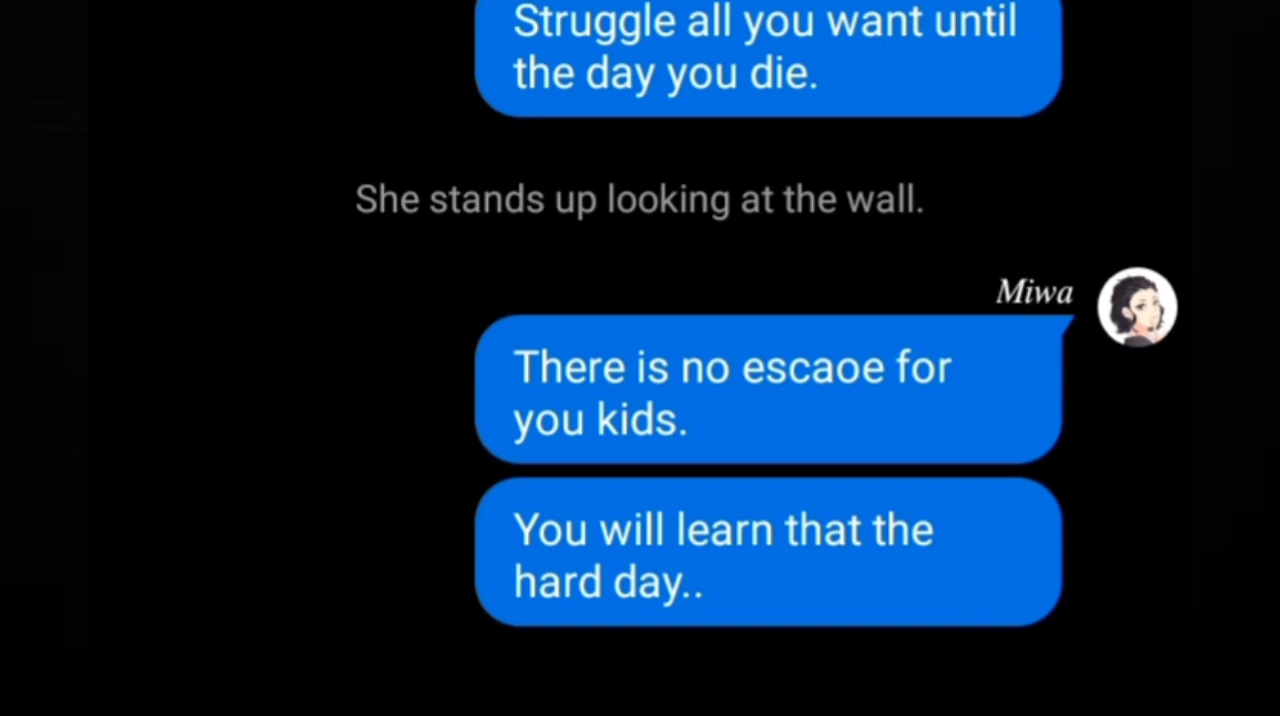 Struggle all you want until
the day you die.
She stands up looking at the wall.
Miwa
There is no escaoe for
you kids.
You will learn that the
hard day..